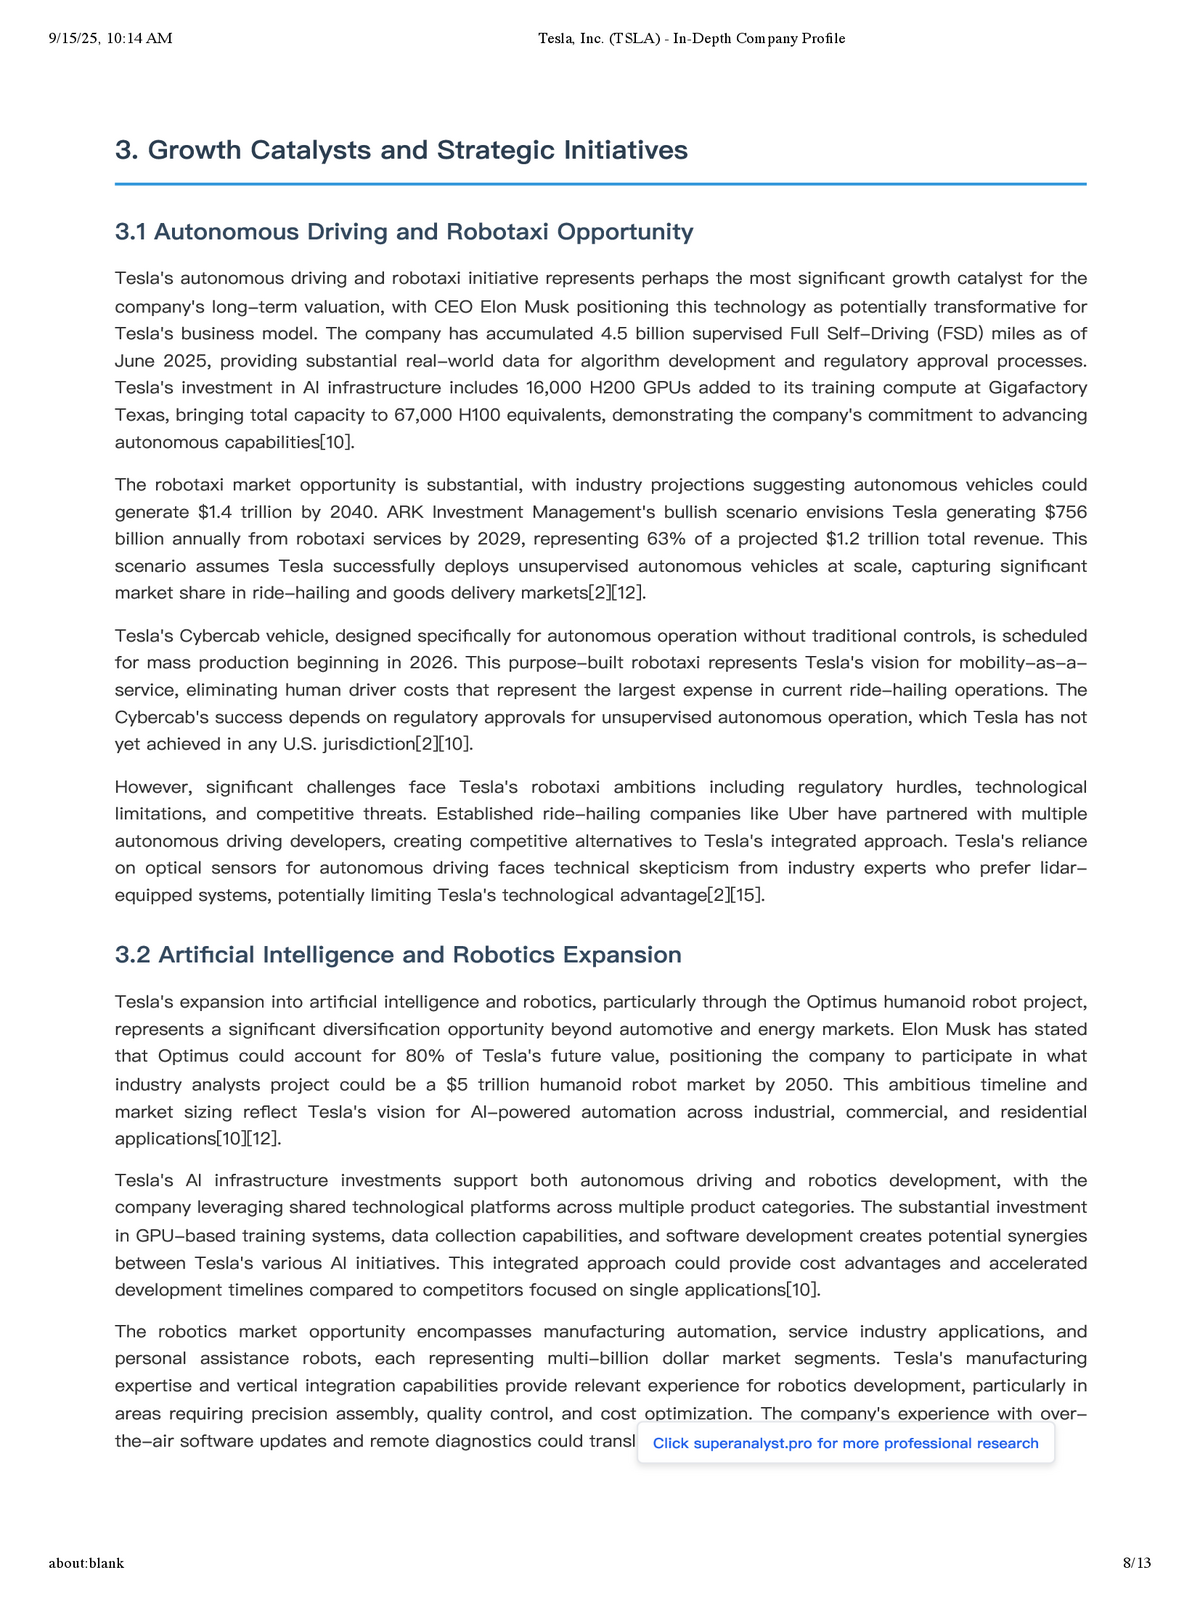 9/15/25, 10:14 AM
Tesla, Inc. (TSLA) - In-Depth Company Profile
3. Growth Catalysts and Strategic Initiatives
3.1 Autonomous Driving and Robotaxi Opportunity
Tesla's autonomous driving and robotaxi initiative represents perhaps the most significant growth catalyst for the
company's long–term valuation, with CEO Elon Musk positioning this technology as potentially transformative for
Tesla's business model. The company has accumulated 4.5 billion supervised Full Self–Driving (FSD) miles as of
June 2025, providing substantial real–world data for algorithm development and regulatory approval processes.
Tesla's investment in AI infrastructure includes 16,000 H200 GPUs added to its training compute at Gigafactory
Texas, bringing total capacity to 67,000 H100 equivalents, demonstrating the company's commitment to advancing
autonomous capabilities[10].
The robotaxi market opportunity is substantial, with industry projections suggesting autonomous vehicles could
generate $1.4 trillion by 2040. ARK Investment Management's bullish scenario envisions Tesla generating $756
billion annually from robotaxi services by 2029, representing 63% of a projected $1.2 trillion total revenue. This
scenario assumes Tesla successfully deploys unsupervised autonomous vehicles at scale, capturing significant
market share in ride–hailing and goods delivery markets[2][12].
Tesla's Cybercab vehicle, designed specifically for autonomous operation without traditional controls, is scheduled
for mass production beginning in 2026. This purpose–built robotaxi represents Tesla's vision for mobility–as–a–
service, eliminating human driver costs that represent the largest expense in current ride–hailing operations. The
Cybercab's success depends on regulatory approvals for unsupervised autonomous operation, which Tesla has not
yet achieved in any U.S. jurisdiction[2][10].
However, significant challenges face Tesla's robotaxi ambitions including regulatory hurdles, technological
limitations, and competitive threats. Established ride–hailing companies like Uber have partnered with multiple
autonomous driving developers, creating competitive alternatives to Tesla's integrated approach. Tesla's reliance
on optical sensors for autonomous driving faces technical skepticism from industry experts who prefer lidar–
equipped systems, potentially limiting Tesla's technological advantage[2][15].
3.2 Artificial Intelligence and Robotics Expansion
Tesla's expansion into artificial intelligence and robotics, particularly through the Optimus humanoid robot project,
represents a significant diversification opportunity beyond automotive and energy markets. Elon Musk has stated
that Optimus could account for 80% of Tesla's future value, positioning the company to participate in what
industry analysts project could be a $5 trillion humanoid robot market by 2050. This ambitious timeline and
market sizing reflect Tesla's vision for AI–powered automation across industrial, commercial, and residential
applications[10][12].
Tesla's AI infrastructure investments support both autonomous driving and robotics development, with the
company leveraging shared technological platforms across multiple product categories. The substantial investment
in GPU–based training systems, data collection capabilities, and software development creates potential synergies
between Tesla's various AI initiatives. This integrated approach could provide cost advantages and accelerated
development timelines compared to competitors focused on single applications[10].
The robotics market opportunity encompasses manufacturing automation, service industry applications, and
personal assistance robots, each representing multi–billion dollar market segments. Tesla's manufacturing
expertise and vertical integration capabilities provide relevant experience for robotics development, particularly in
areas requiring precision assembly, quality control, and cost optimization. The company's experience with over–
the–air software updates and remote diagnostics could transl
Click superanalyst.pro for more professional research
about:blank
8/13